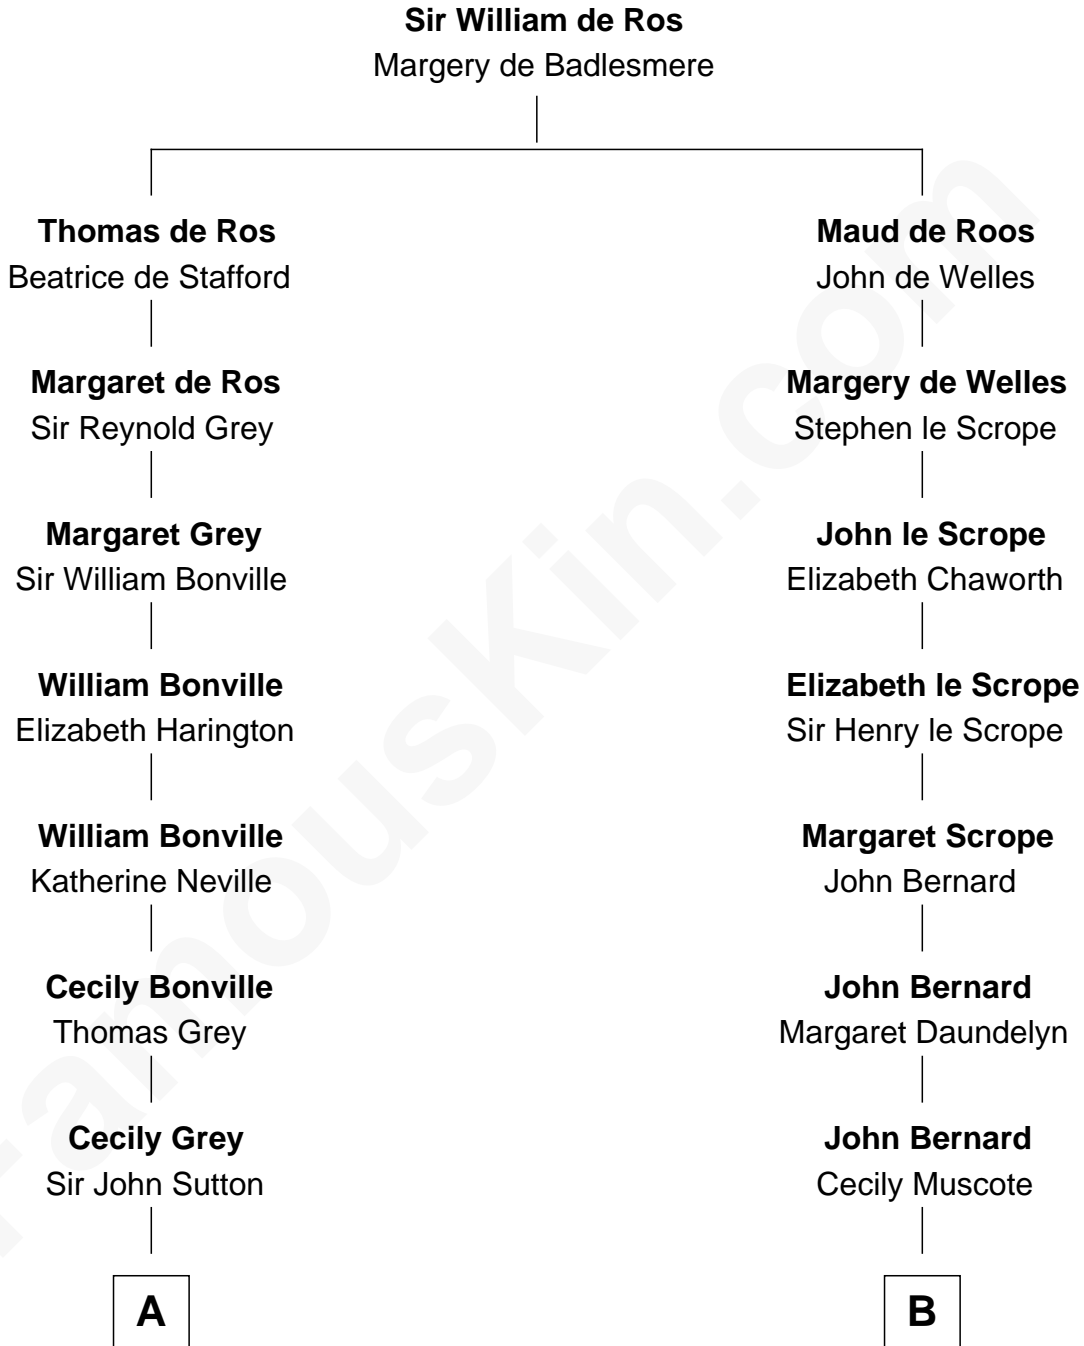 Sir William de Ros
Margery de Badlesmere
Thomas de Ros
Beatrice de Stafford
Maud de Roos
John de Welles
Margaret de Ros
Sir Reynold Grey
Margery de Welles
Stephen le Scrope
Margaret Grey
Sir William Bonville
John le Scrope
Elizabeth Chaworth
William Bonville
Elizabeth Harington
Elizabeth le Scrope
Sir Henry le Scrope
William Bonville
Katherine Neville
Margaret Scrope
John Bernard
Cecily Bonville
Thomas Grey
John Bernard
Margaret Daundelyn
Cecily Grey
Sir John Sutton
John Bernard
Cecily Muscote
A
B
FamousKin.com